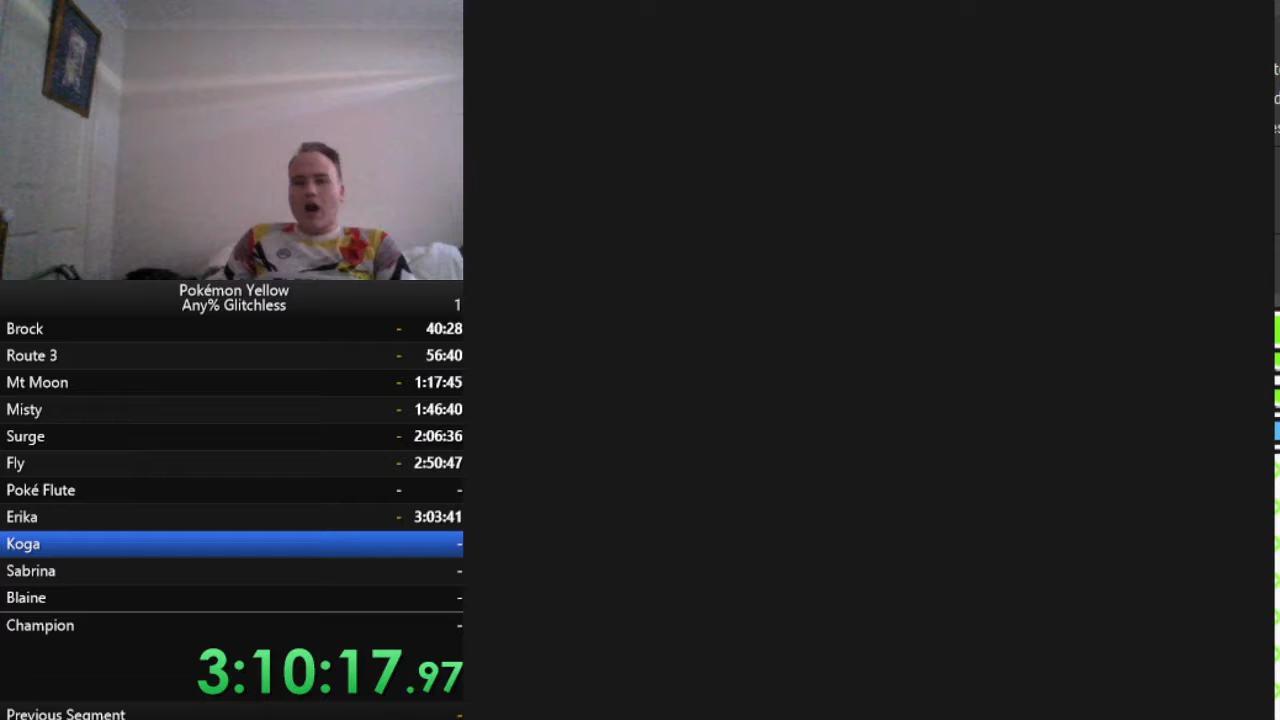 Pokémon Yellow
Any% Glitchless 1
Brock - 40:28
Route 3 - 56:40
Mt Moon - 1:17:45
Misty - 1:46:40
Surge - 2:06:36
Fly - 2:50:47
Poké Flute - -
Erika - 3:03:41
Koga -
Sabrina -
Blaine -
Champion -
3:10:17.97
Previous Segment -